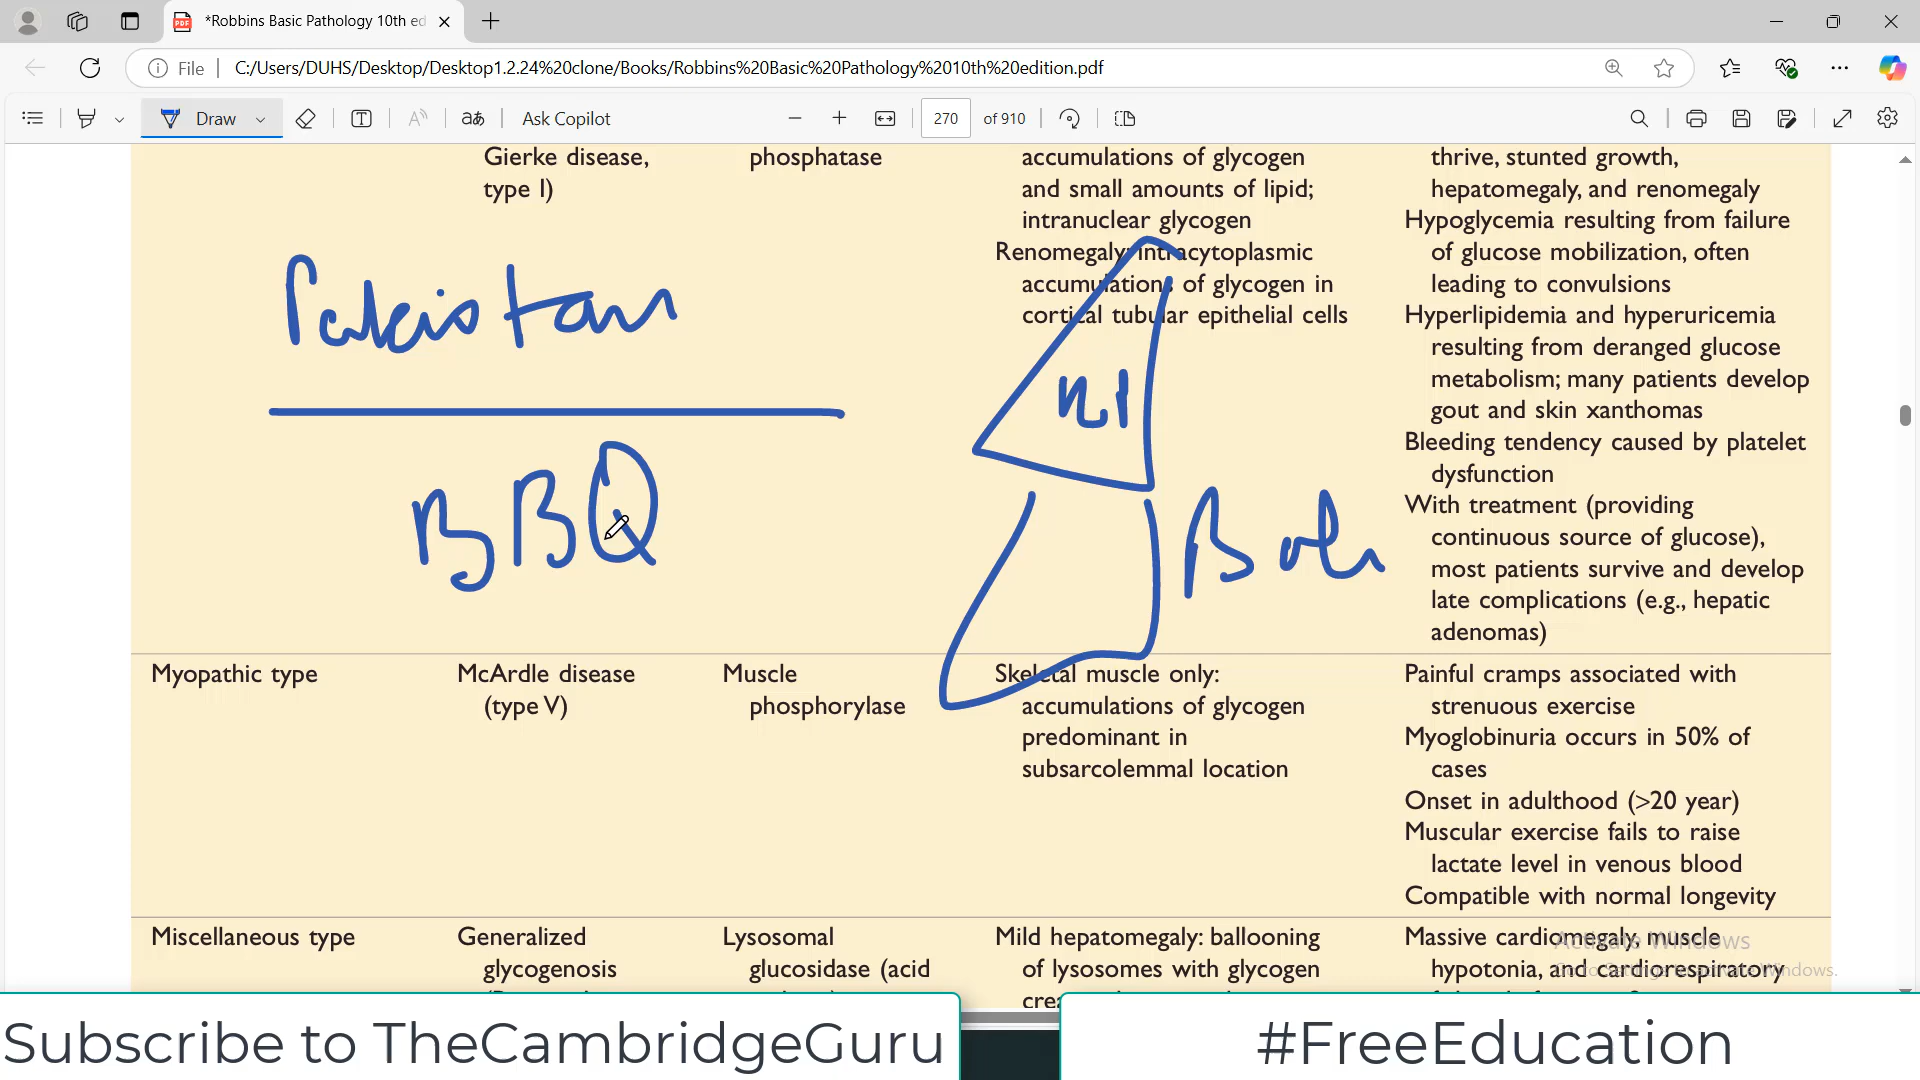 *Robbins Basic Pathology 10th ed
File
C:/Users/DUHS/Desktop/Desktop1.2.24%20clone/Books/Robbins%20Basic%20Pathology%2010th%20edition.pdf
Draw
Ask Copilot
270 of 910
Gierke disease,
type I)
phosphatase
accumulations of glycogen
and small amounts of lipid;
intranuclear glycogen
Renomegaly: intracytoplasmic
accumulations of glycogen in
cortical tubular epithelial cells
thrive, stunted growth,
hepatomegaly, and renomegaly
Hypoglycemia resulting from failure
of glucose mobilization, often
leading to convulsions
Hyperlipidemia and hyperuricemia
resulting from deranged glucose
metabolism; many patients develop
gout and skin xanthomas
Bleeding tendency caused by platelet
dysfunction
With treatment (providing
continuous source of glucose),
most patients survive and develop
late complications (e.g., hepatic
adenomas)
Pakistan
BBQ
Myopathic type
McArdle disease
(type V)
Muscle
phosphorylase
Skeletal muscle only:
accumulations of glycogen
predominant in
subsarcolemmal location
Painful cramps associated with
strenuous exercise
Myoglobinuria occurs in 50% of
cases
Onset in adulthood (>20 year)
Muscular exercise fails to raise
lactate level in venous blood
Compatible with normal longevity
Miscellaneous type
Generalized
glycogenosis
Lysosomal
glucosidase (acid
Mild hepatomegaly: ballooning
of lysosomes with glycogen
Massive cardiomegaly, muscle
hypotonia, and cardiorespiratory
Activate Windows
Go to Settings to activate Windows.
Subscribe to TheCambridgeGuru
#FreeEducation